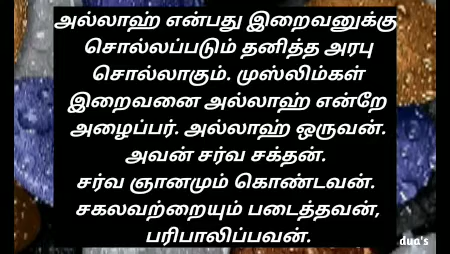 அல்லாஹ் என்பது இறைவனுக்கு
சொல்லப்படும் தனித்த அரபு
சொல்லாகும். முஸ்லிம்கள்
இறைவனை அல்லாஹ் என்றே
அழைப்பர். அல்லாஹ் ஒருவன்.
அவன் சர்வ சக்தன்.
சர்வ ஞானமும் கொண்டவன்.
சகலவற்றையும் படைத்தவன்,
பரிபாலிப்பவன்.
dua's